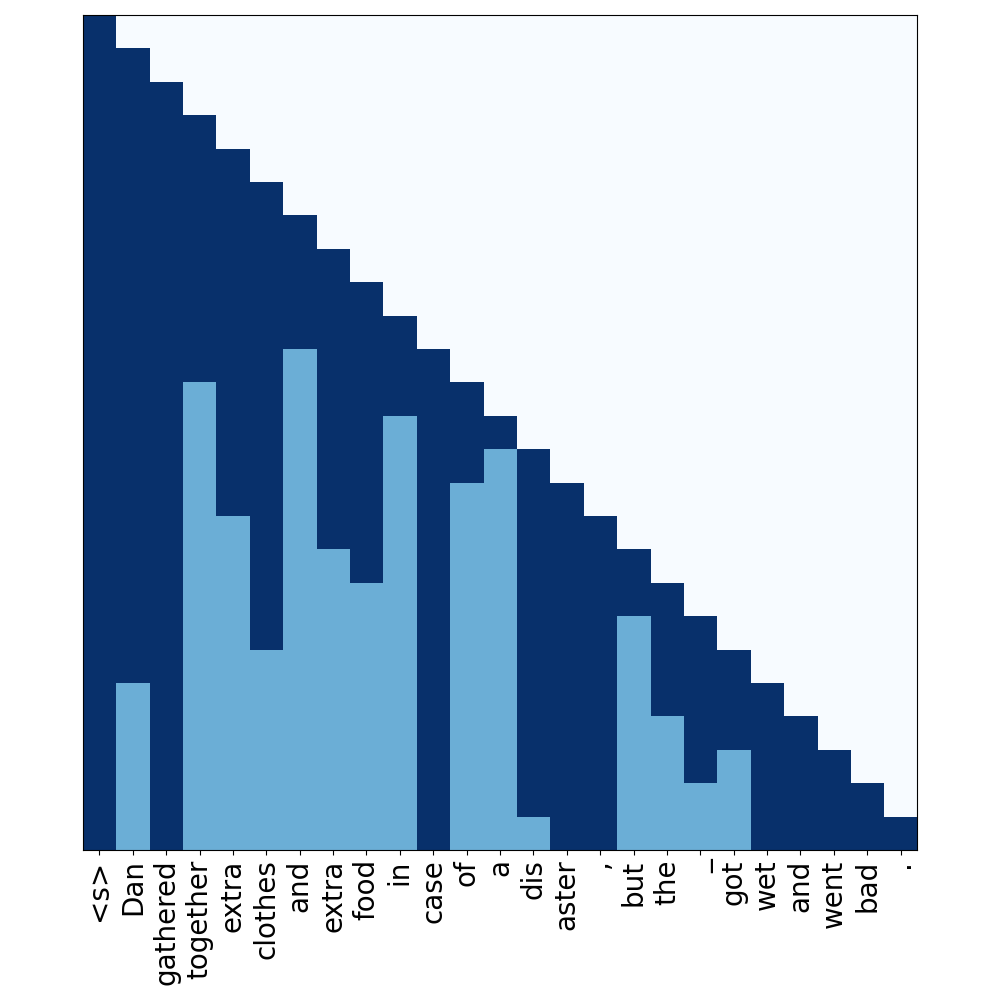 <s> Dan gathered together extra clothes and extra food in case of a dis aster , but the _ got wet and went bad .